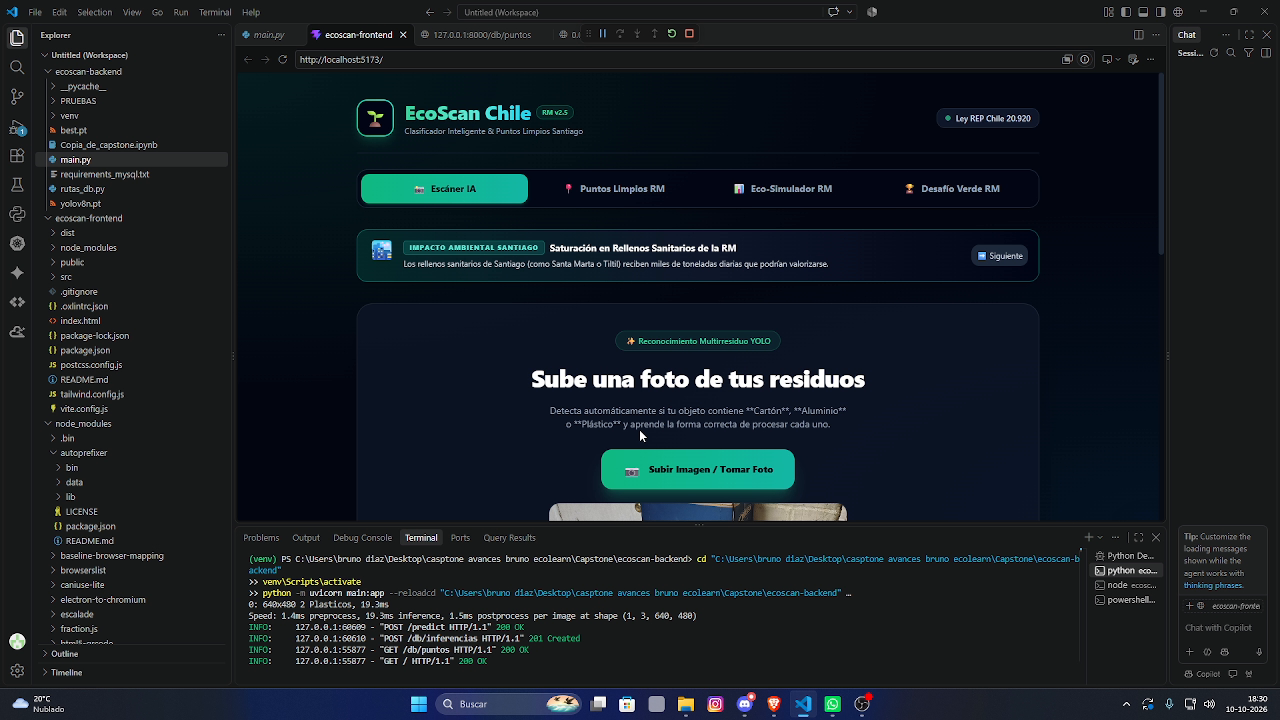 File Edit Selection View Go Run Terminal Help
Untitled (Workspace)
Explorer
Untitled (Workspace)
ecoscan-backend
__pycache__
PRUEBAS
venv
best.pt
Copia_de_capstone.ipynb
main.py
requirements_mysql.txt
rutas_db.py
yolov8.pt
ecoscan-frontend
dist
node_modules
public
src
.gitignore
.oxlintrc.json
index.html
package-lock.json
package.json
postcss.config.js
README.md
tailwind.config.js
vite.config.js
node_modules
.bin
autoprefixer
bin
data
lib
LICENSE
package.json
README.md
baseline-browser-mapping
browserslist
caniuse-lite
electron-to-chromium
escalade
fraction.js
Outline
Timeline
main.py
ecoscan-frontend
127.0.0.1:8000/db/puntos
http://localhost:5173/
EcoScan Chile RM v2.5
Clasificador Inteligente & Puntos Limpios Santiago
Ley REP Chile 20.920
Escáner IA
Puntos Limpios RM
Eco-Simulador RM
Desafío Verde RM
IMPACTO AMBIENTAL SANTIAGO Saturación en Rellenos Sanitarios de la RM
Los rellenos sanitarios de Santiago (como Santa Marta o Tiltil) reciben miles de toneladas diarias que podrían valorizarse.
Siguiente
Reconocimiento Multirresiduo YOLO
Sube una foto de tus residuos
Detecta automáticamente si tu objeto contiene **Cartón**, **Aluminio**
o **Plástico** y aprende la forma correcta de procesar cada uno.
Subir Imagen / Tomar Foto
Problems Output Debug Console Terminal Ports Query Results
(venv) PS C:\Users\bruno diaz\Desktop\casptone avances bruno ecolearn\Capstone\ecoscan-backend> cd "C:\Users\bruno diaz\Desktop\casptone avances bruno ecolearn\Capstone\ecoscan-b
ackend"
>> venv\Scripts\activate
>> python -m uvicorn main:app --reloadcd "C:\Users\bruno diaz\Desktop\casptone avances bruno ecolearn\Capstone\ecoscan-backend" …
0: 640x480 2 Plasticos, 19.3ms
Speed: 1.4ms preprocess, 19.3ms inference, 1.5ms postprocess per image at shape (1, 3, 640, 480)
INFO: 127.0.0.1:60609 - "POST /predict HTTP/1.1" 200 OK
INFO: 127.0.0.1:60610 - "POST /db/inferencias HTTP/1.1" 201 Created
INFO: 127.0.0.1:55877 - "GET /db/puntos HTTP/1.1" 200 OK
INFO: 127.0.0.1:55877 - "GET / HTTP/1.1" 200 OK
Python De...
python eco...
node ecosc...
powershell...
Chat
Sessi...
Tip: Customize the
loading messages
shown while the
agent works with
thinking phrases.
ecoscan-fronte
Chat with Copilot
Copilot
20°C
Nublado
Buscar
18:35
10-10-2026